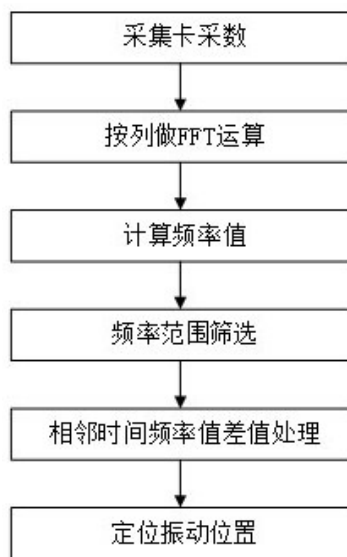 采集卡采数
按列做FFT运算
计算频率值
频率范围筛选
相邻时间频率值差值处理
定位振动位置